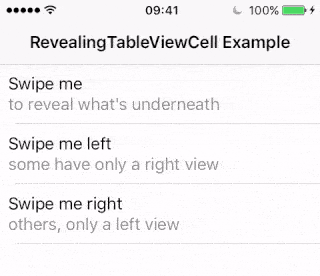 09:41
100%
RevealingTableViewCell Example
Swipe me
to reveal what's underneath
Swipe me left
some have only a right view
Swipe me right
others, only a left view